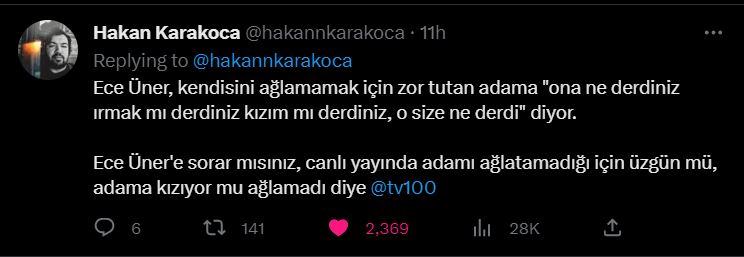 Hakan Karakoca @hakannkarakoca · 11h
Replying to @hakannkarakoca
Ece Üner, kendisini ağlamamak için zor tutan adama "ona ne derdiniz
ırmak mı derdiniz kızım mı derdiniz, o size ne derdi" diyor.
Ece Üner'e sorar mısınız, canlı yayında adamı ağlatamadığı için üzgün mü,
adama kızıyor mu ağlamadı diye @tv100
6 141 2,369 28K